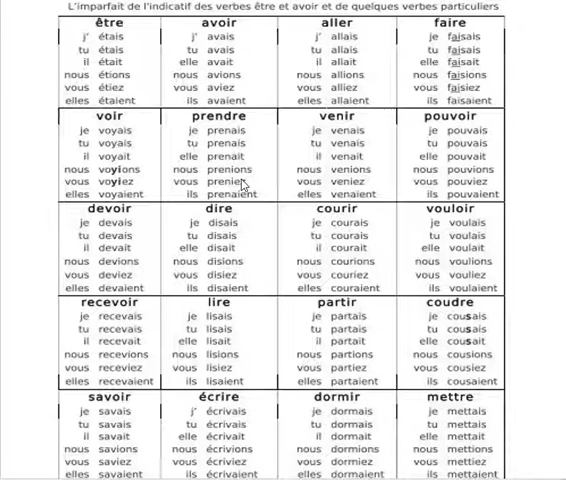 L'imparfait de l'indicatif des verbes être et avoir et de quelques verbes particuliers
être avoir aller faire
j' étais j' avais j' allais je faisais
tu étais tu avais tu allais tu faisais
il était elle avait il allait elle faisait
nous étions nous avions nous allions nous faisions
vous étiez vous aviez vous alliez vous faisiez
elles étaient ils avaient elles allaient ils faisaient
voir prendre venir pouvoir
je voyais je prenais je venais je pouvais
tu voyais tu prenais tu venais tu pouvais
il voyait elle prenait il venait elle pouvait
nous voyions nous prenions nous venions nous pouvions
vous voyiez vous preniez vous veniez vous pouviez
elles voyaient ils prenaient elles venaient ils pouvaient
devoir dire courir vouloir
je devais je disais je courais je voulais
tu devais tu disais tu courais tu voulais
il devait elle disait il courait elle voulait
nous devions nous disions nous courions nous voulions
vous deviez vous disiez vous couriez vous vouliez
elles devaient ils disaient elles couraient ils voulaient
recevoir lire partir coudre
je recevais je lisais je partais je cousais
tu recevais tu lisais tu partais tu cousais
il recevait elle lisait il partait elle cousait
nous recevions nous lisions nous partions nous cousions
vous receviez vous lisiez vous partiez vous cousiez
elles recevaient ils lisaient elles partaient ils cousaient
savoir écrire dormir mettre
je savais j' écrivais je dormais je mettais
tu savais tu écrivais tu dormais tu mettais
il savait elle écrivait il dormait elle mettait
nous savions nous écrivions nous dormions nous mettions
vous saviez vous écriviez vous dormiez vous mettiez
elles savaient ils écrivaient elles dormaient ils mettaient